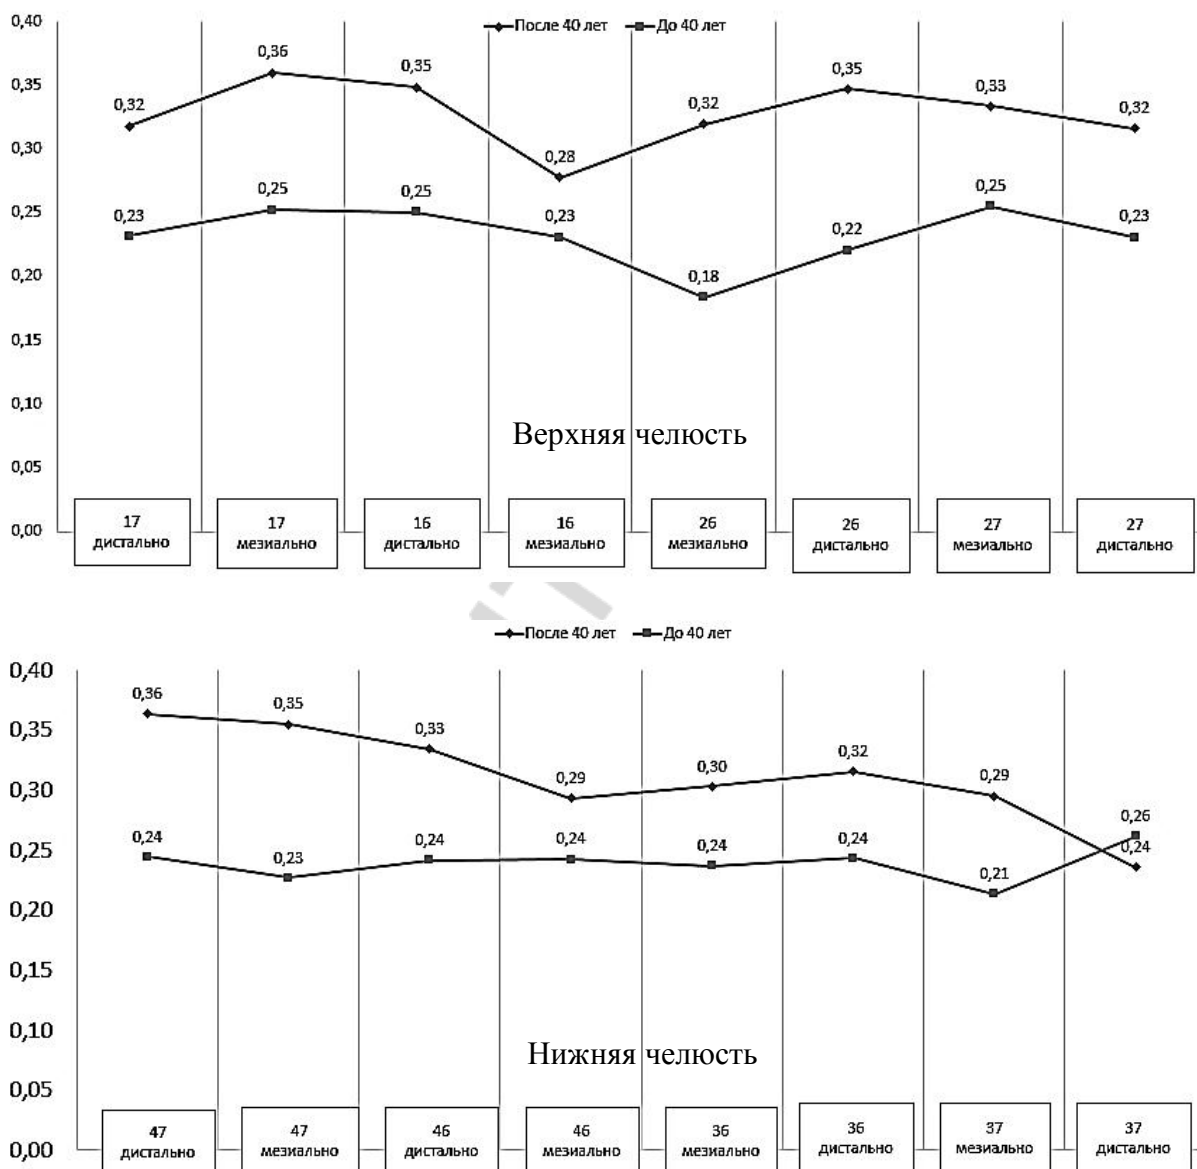 После 40 лет До 40 лет
0,40
0,35
0,30
0,25
0,20
0,15
0,10
0,05
0,00
0,32 0,36 0,35 0,28 0,32 0,35 0,33 0,32
0,23 0,25 0,25 0,23 0,18 0,22 0,25 0,23
Верхняя челюсть
17 17 16 16 26 26 27 27
дистально мезиально дистально мезиально мезиально дистально мезиально дистально
После 40 лет До 40 лет
0,40
0,35
0,30
0,25
0,20
0,15
0,10
0,05
0,00
0,36 0,35 0,33 0,29 0,30 0,32 0,29 0,24
0,24 0,23 0,24 0,24 0,24 0,24 0,21 0,26
Нижняя челюсть
47 47 46 46 36 36 37 37
дистально мезиально дистально мезиально мезиально дистально мезиально дистально